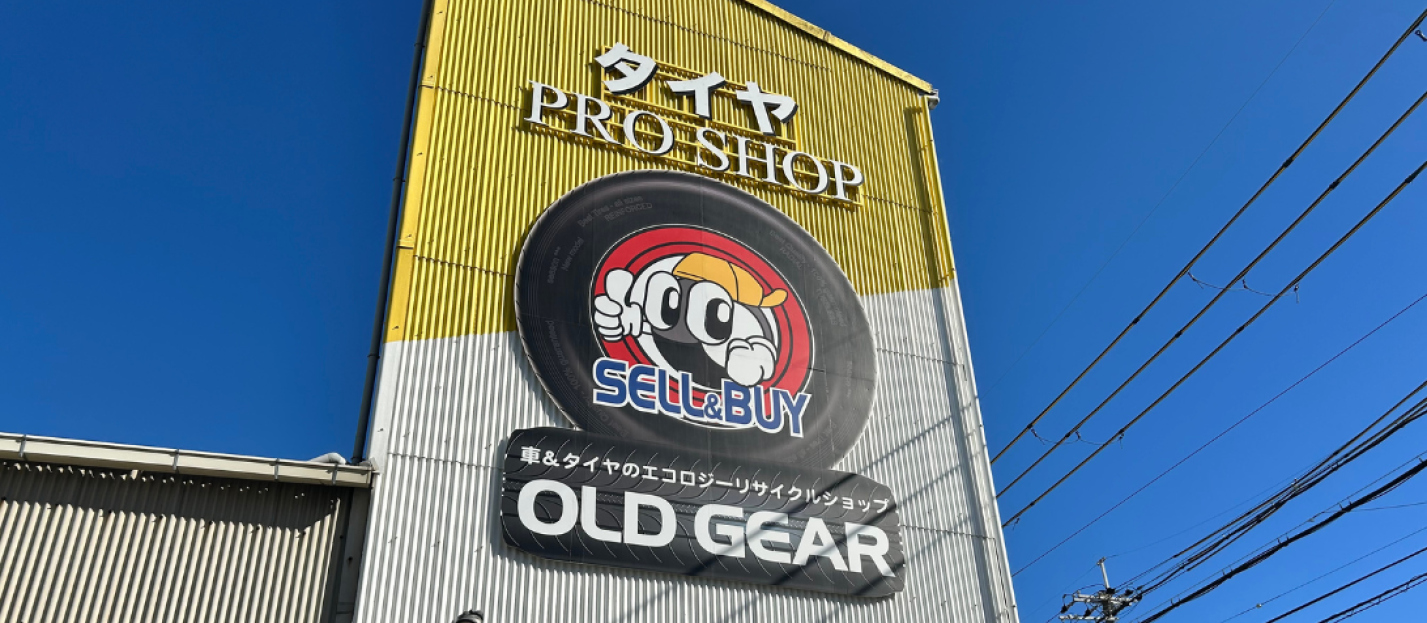 タイヤ
PRO SHOP
REINFORCED
SELL&BUY
車&タイヤのエコロジーリサイクルショップ
OLD GEAR